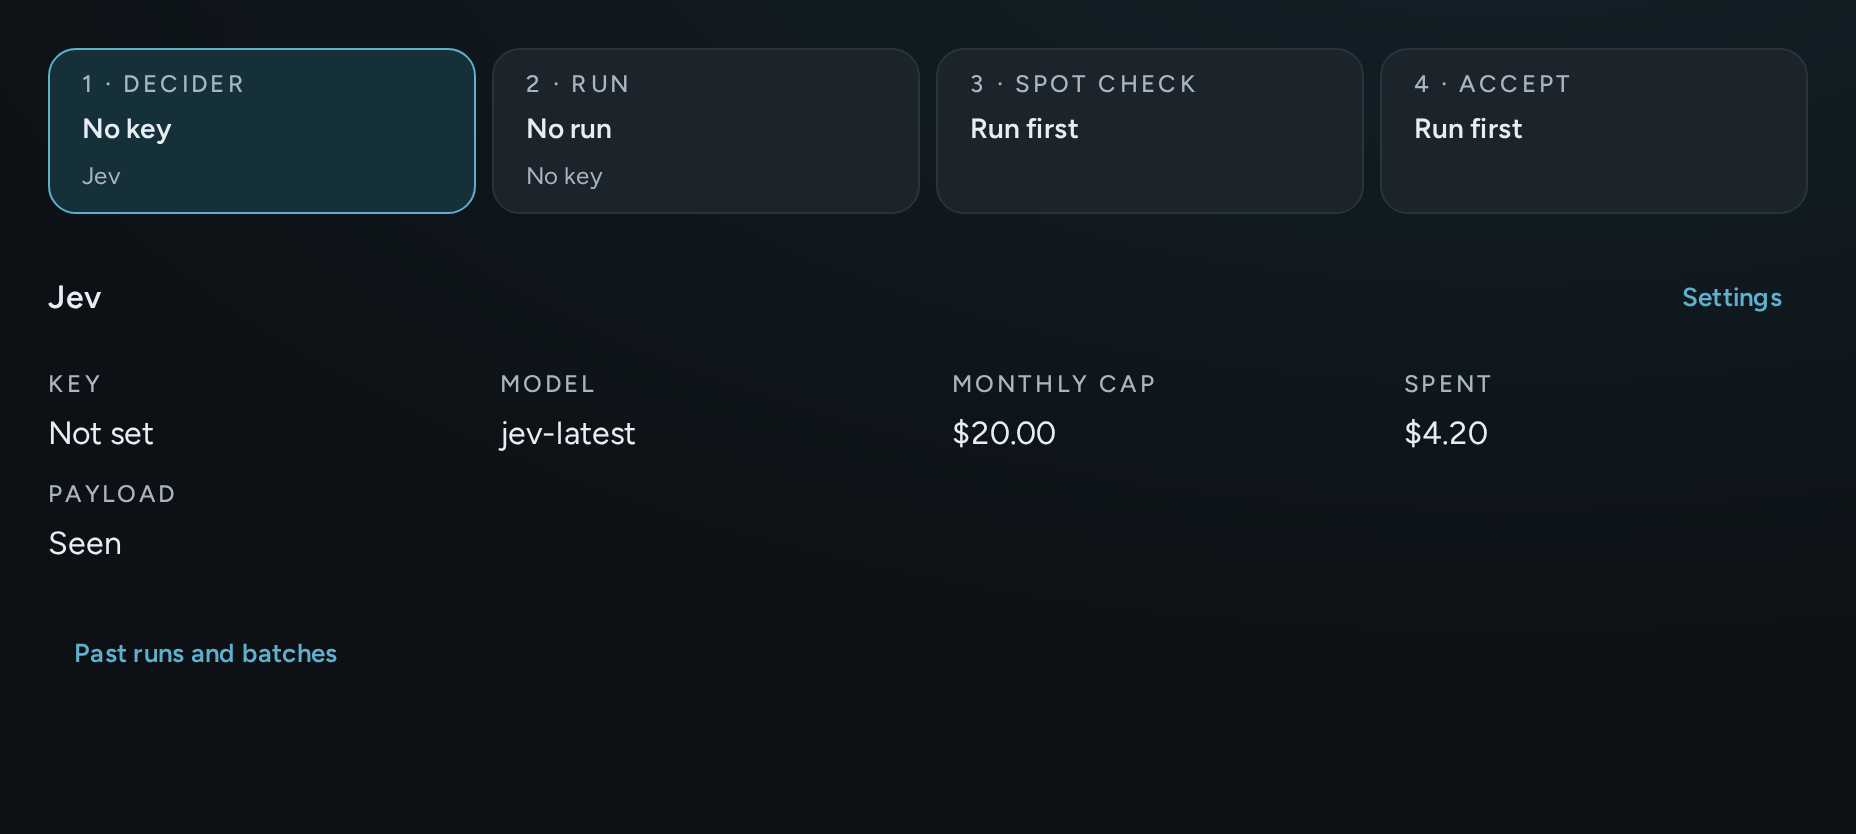 1 · DECIDER
No key
Jev
2 · RUN
No run
No key
3 · SPOT CHECK
Run first
4 · ACCEPT
Run first
Jev
Settings
KEY
Not set
MODEL
jev-latest
MONTHLY CAP
$20.00
SPENT
$4.20
PAYLOAD
Seen
Past runs and batches